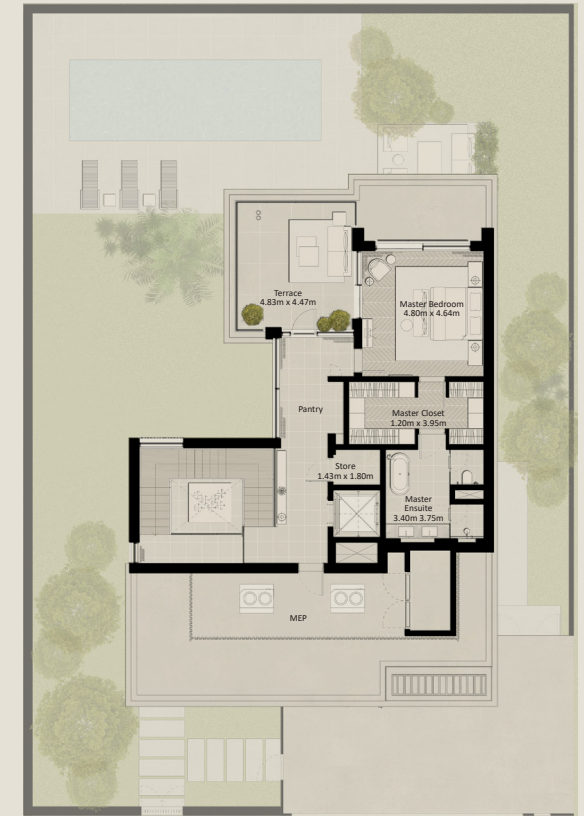 Terrace
4.83m x 4.47m
Master Bedroom
4.80m x 4.64m
Pantry
Master Closet
1.20m x 3.95m
Store
1.43m x 1.80m
Master
Ensuite
3.40m 3.75m
MEP